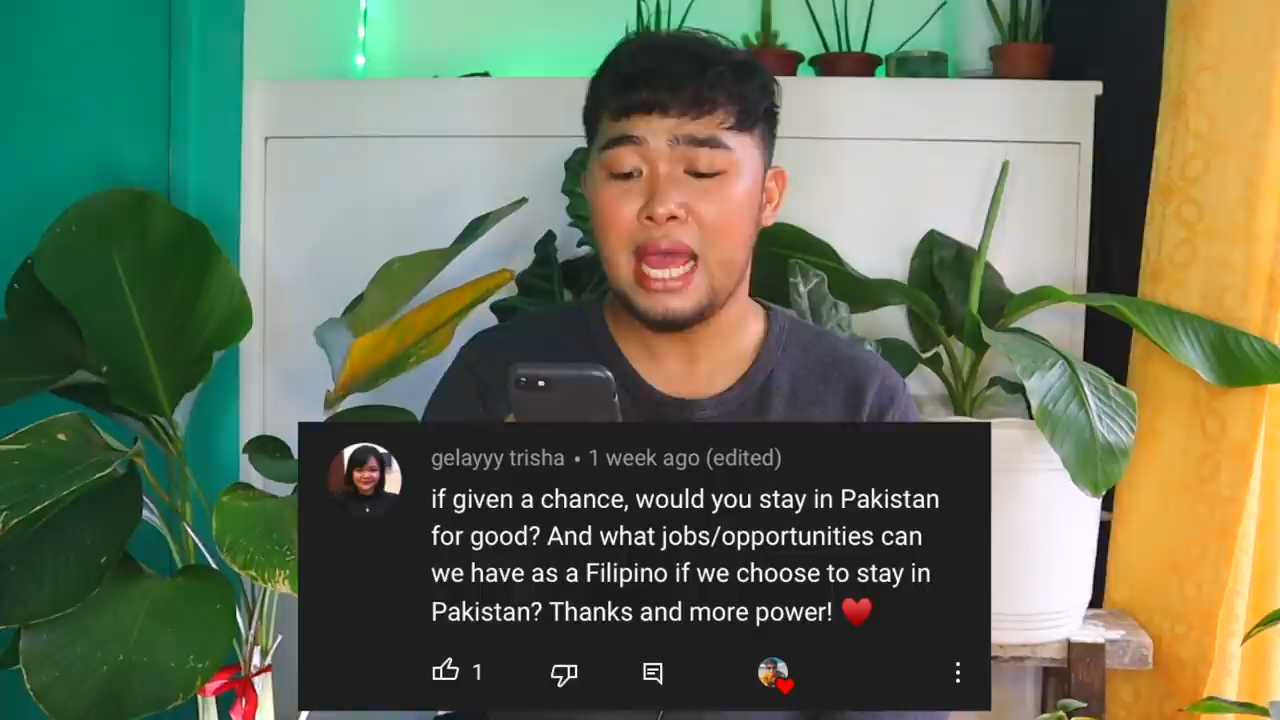 gelayyy trisha • 1 week ago (edited)
if given a chance, would you stay in Pakistan
for good? And what jobs/opportunities can
we have as a Filipino if we choose to stay in
Pakistan? Thanks and more power! ♥️
1